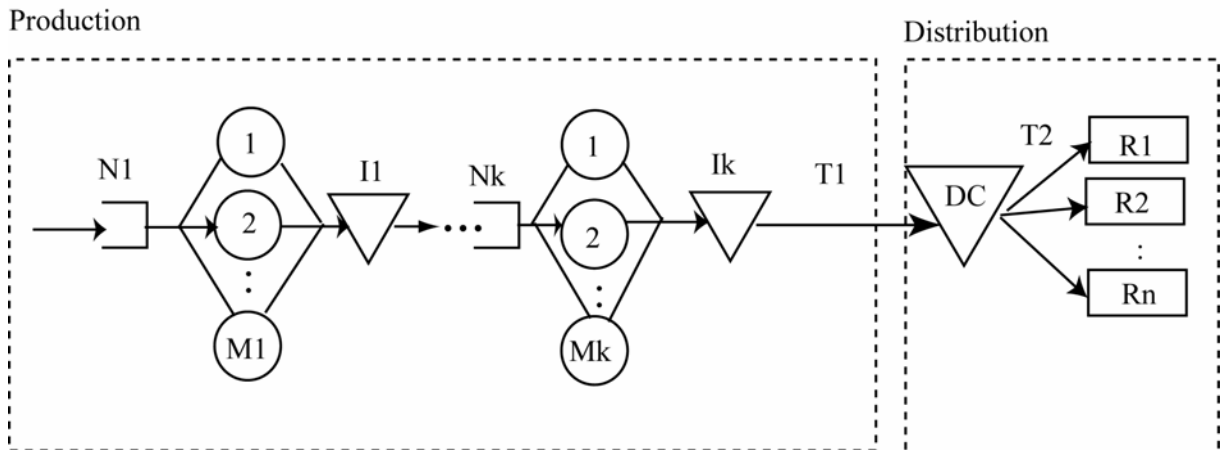 Production
Distribution
N1
1
2
M1
I1
Nk
1
2
Mk
Ik
T1
DC
T2
R1
R2
Rn